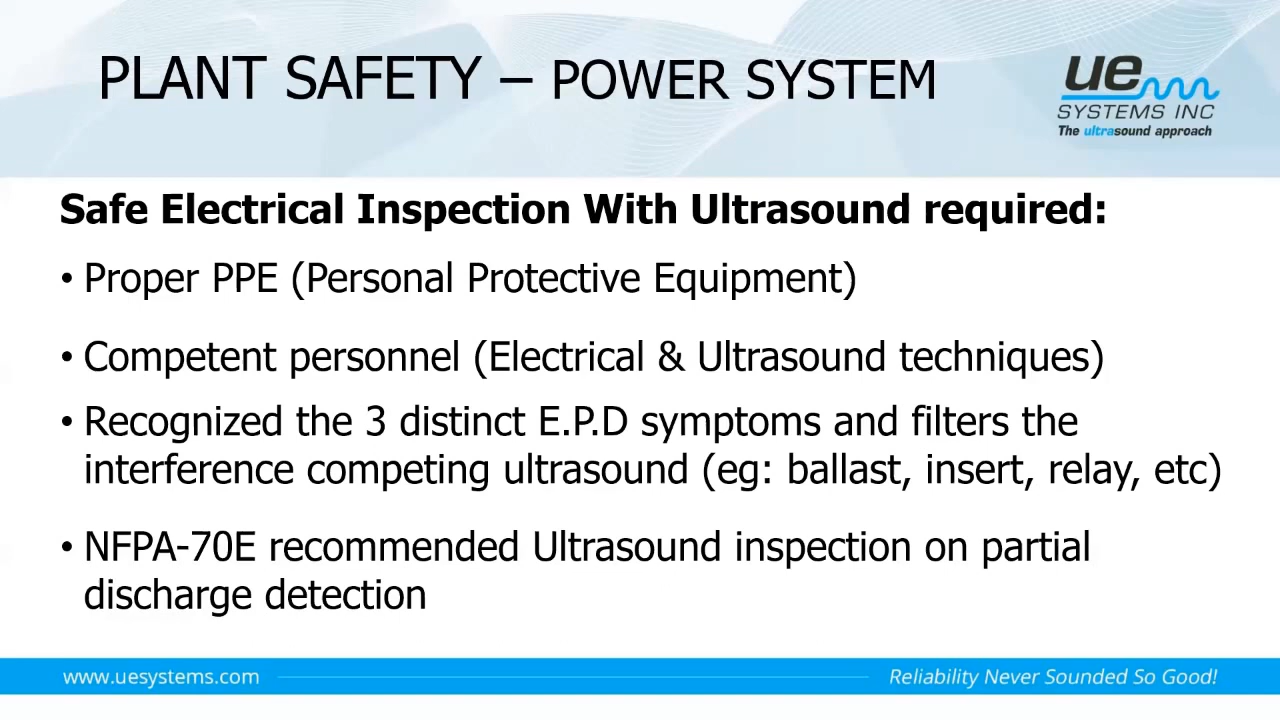 PLANT SAFETY – POWER SYSTEM
ue
SYSTEMS INC
The ultrasound approach
Safe Electrical Inspection With Ultrasound required:
• Proper PPE (Personal Protective Equipment)
• Competent personnel (Electrical & Ultrasound techniques)
• Recognized the 3 distinct E.P.D symptoms and filters the
interference competing ultrasound (eg: ballast, insert, relay, etc)
• NFPA-70E recommended Ultrasound inspection on partial
discharge detection
www.uesystems.com
Reliability Never Sounded So Good!